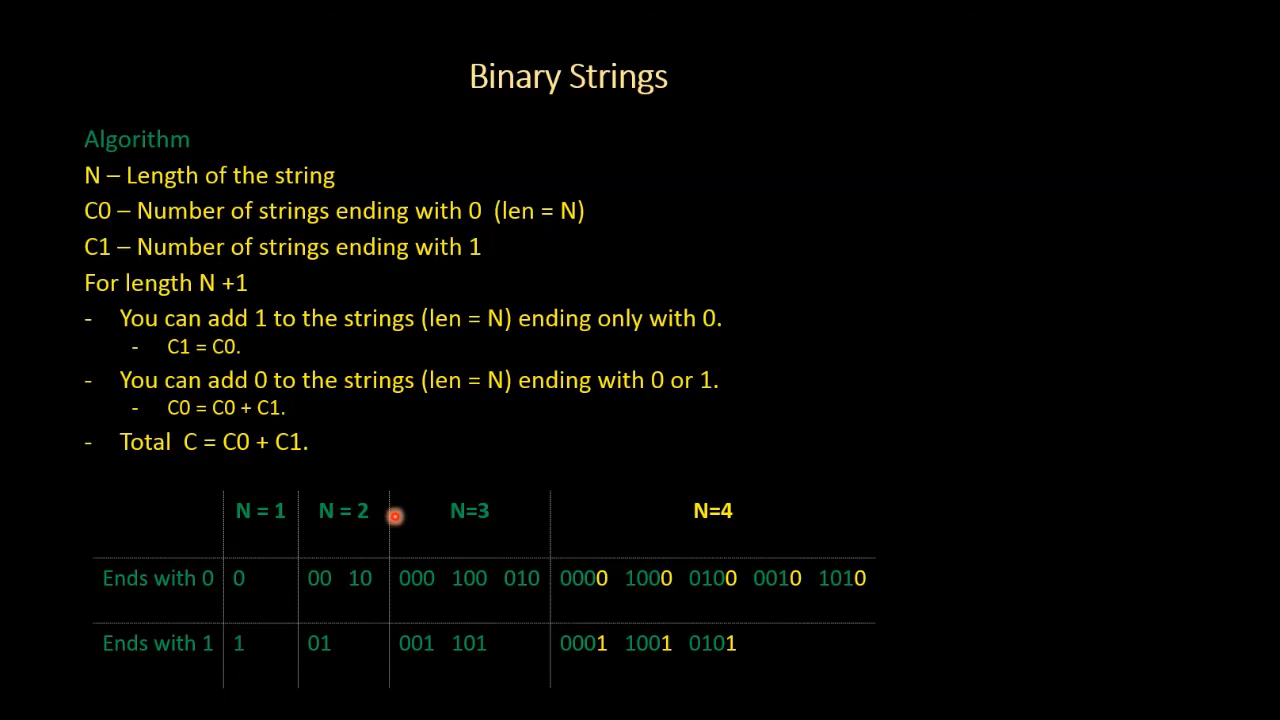 Binary Strings
Algorithm
N – Length of the string
C0 – Number of strings ending with 0 (len = N)
C1 – Number of strings ending with 1
For length N +1
- You can add 1 to the strings (len = N) ending only with 0.
- C1 = C0.
- You can add 0 to the strings (len = N) ending with 0 or 1.
- C0 = C0 + C1.
- Total C = C0 + C1.
N = 1 N = 2 N=3 N=4
Ends with 0 0 00 10 000 100 010 0000 1000 0100 0010 1010
Ends with 1 1 01 001 101 0001 1001 0101